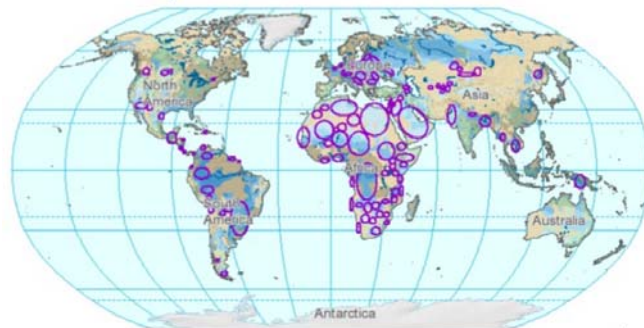 North
America
Europe
Asia
Africa
South
America
Australia
Antarctica